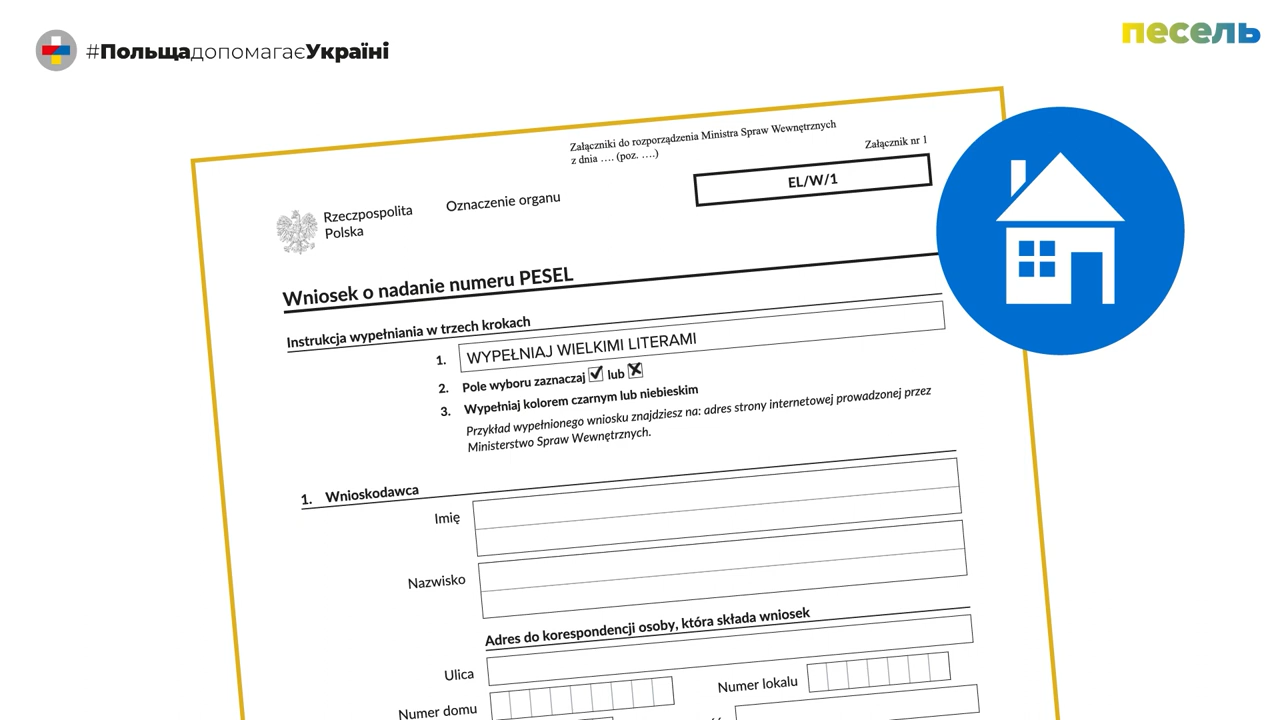 #ПольщадопомагаєУкраїні
песель
Załączniki do rozporządzenia Ministra Spraw Wewnętrznych
z dnia …. (poz. ….)
Załącznik nr 1
EL/W/1
Rzeczpospolita
Polska
Oznaczenie organu
Wniosek o nadanie numeru PESEL
Instrukcja wypełniania w trzech krokach
1. WYPEŁNIAJ WIELKIMI LITERAMI
2. Pole wyboru zaznaczaj lub
3. Wypełniaj kolorem czarnym lub niebieskim
Przykład wypełnionego wniosku znajdziesz na: adres strony internetowej prowadzonej przez
Ministerstwo Spraw Wewnętrznych.
1. Wnioskodawca
Imię
Nazwisko
Adres do korespondencji osoby, która składa wniosek
Ulica
Numer domu
Numer lokalu